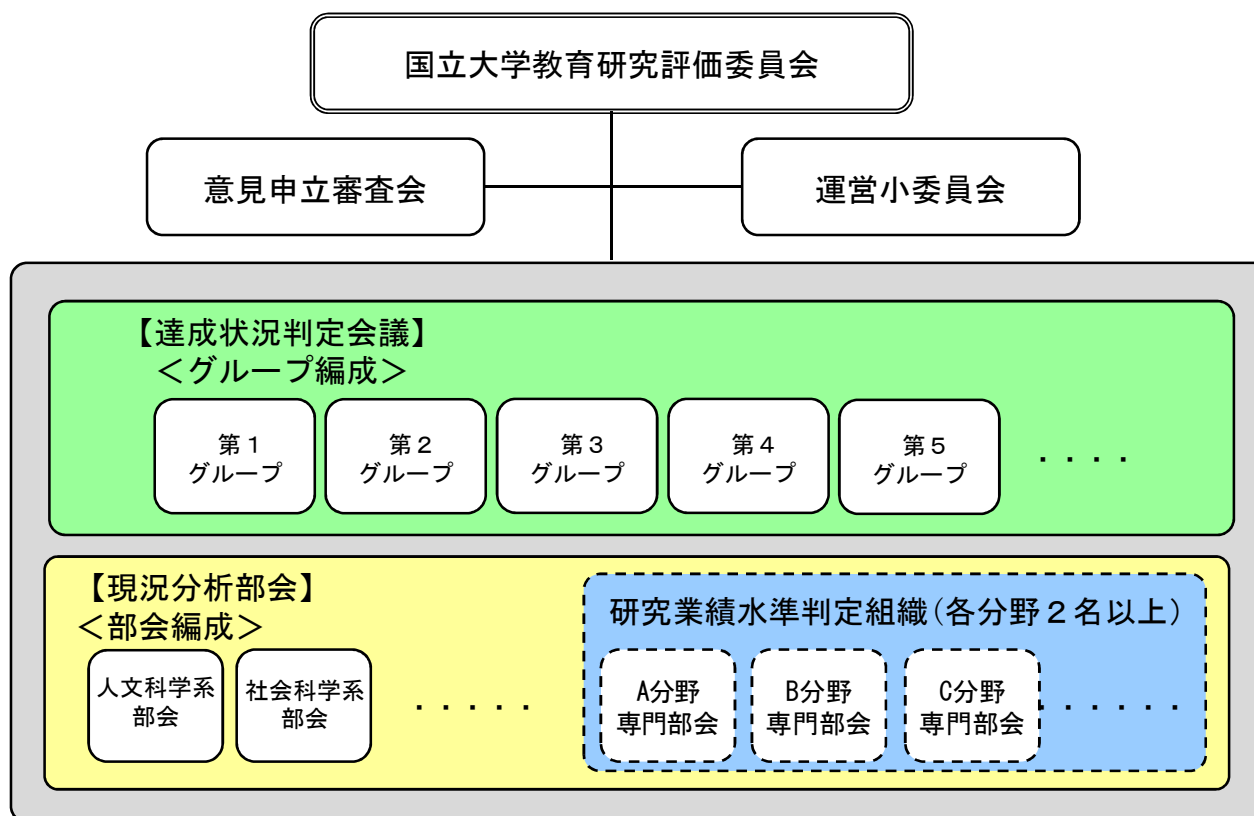 国立大学教育研究評価委員会
意見申立審査会
運営小委員会
【達成状況判定会議】
＜グループ編成＞
第１
グループ
第２
グループ
第３
グループ
第４
グループ
第５
グループ
・・・・
【現況分析部会】
＜部会編成＞
人文科学系
部会
社会科学系
部会
・・・・・
研究業績水準判定組織(各分野２名以上)
A分野
専門部会
B分野
専門部会
C分野
専門部会
・・・・・・